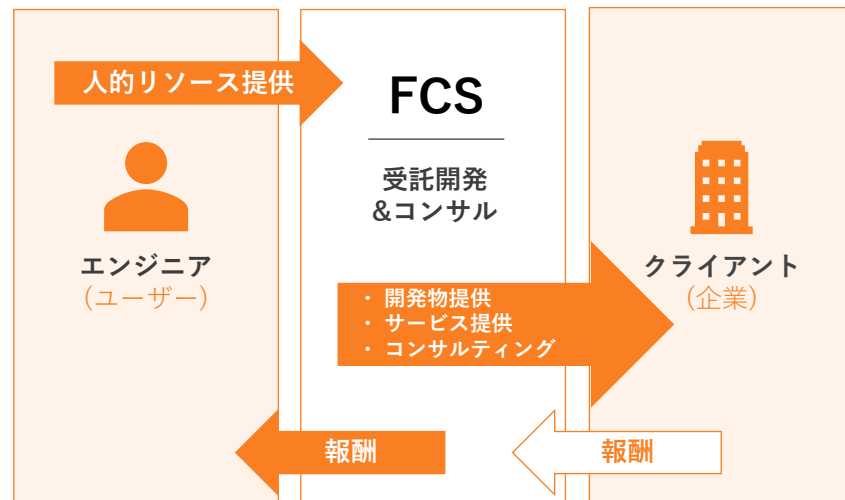 人的リソース提供
FCS
受託開発
&コンサル
エンジニア
(ユーザー)
クライアント
(企業)
・ 開発物提供
・ サービス提供
・ コンサルティング
報酬
報酬